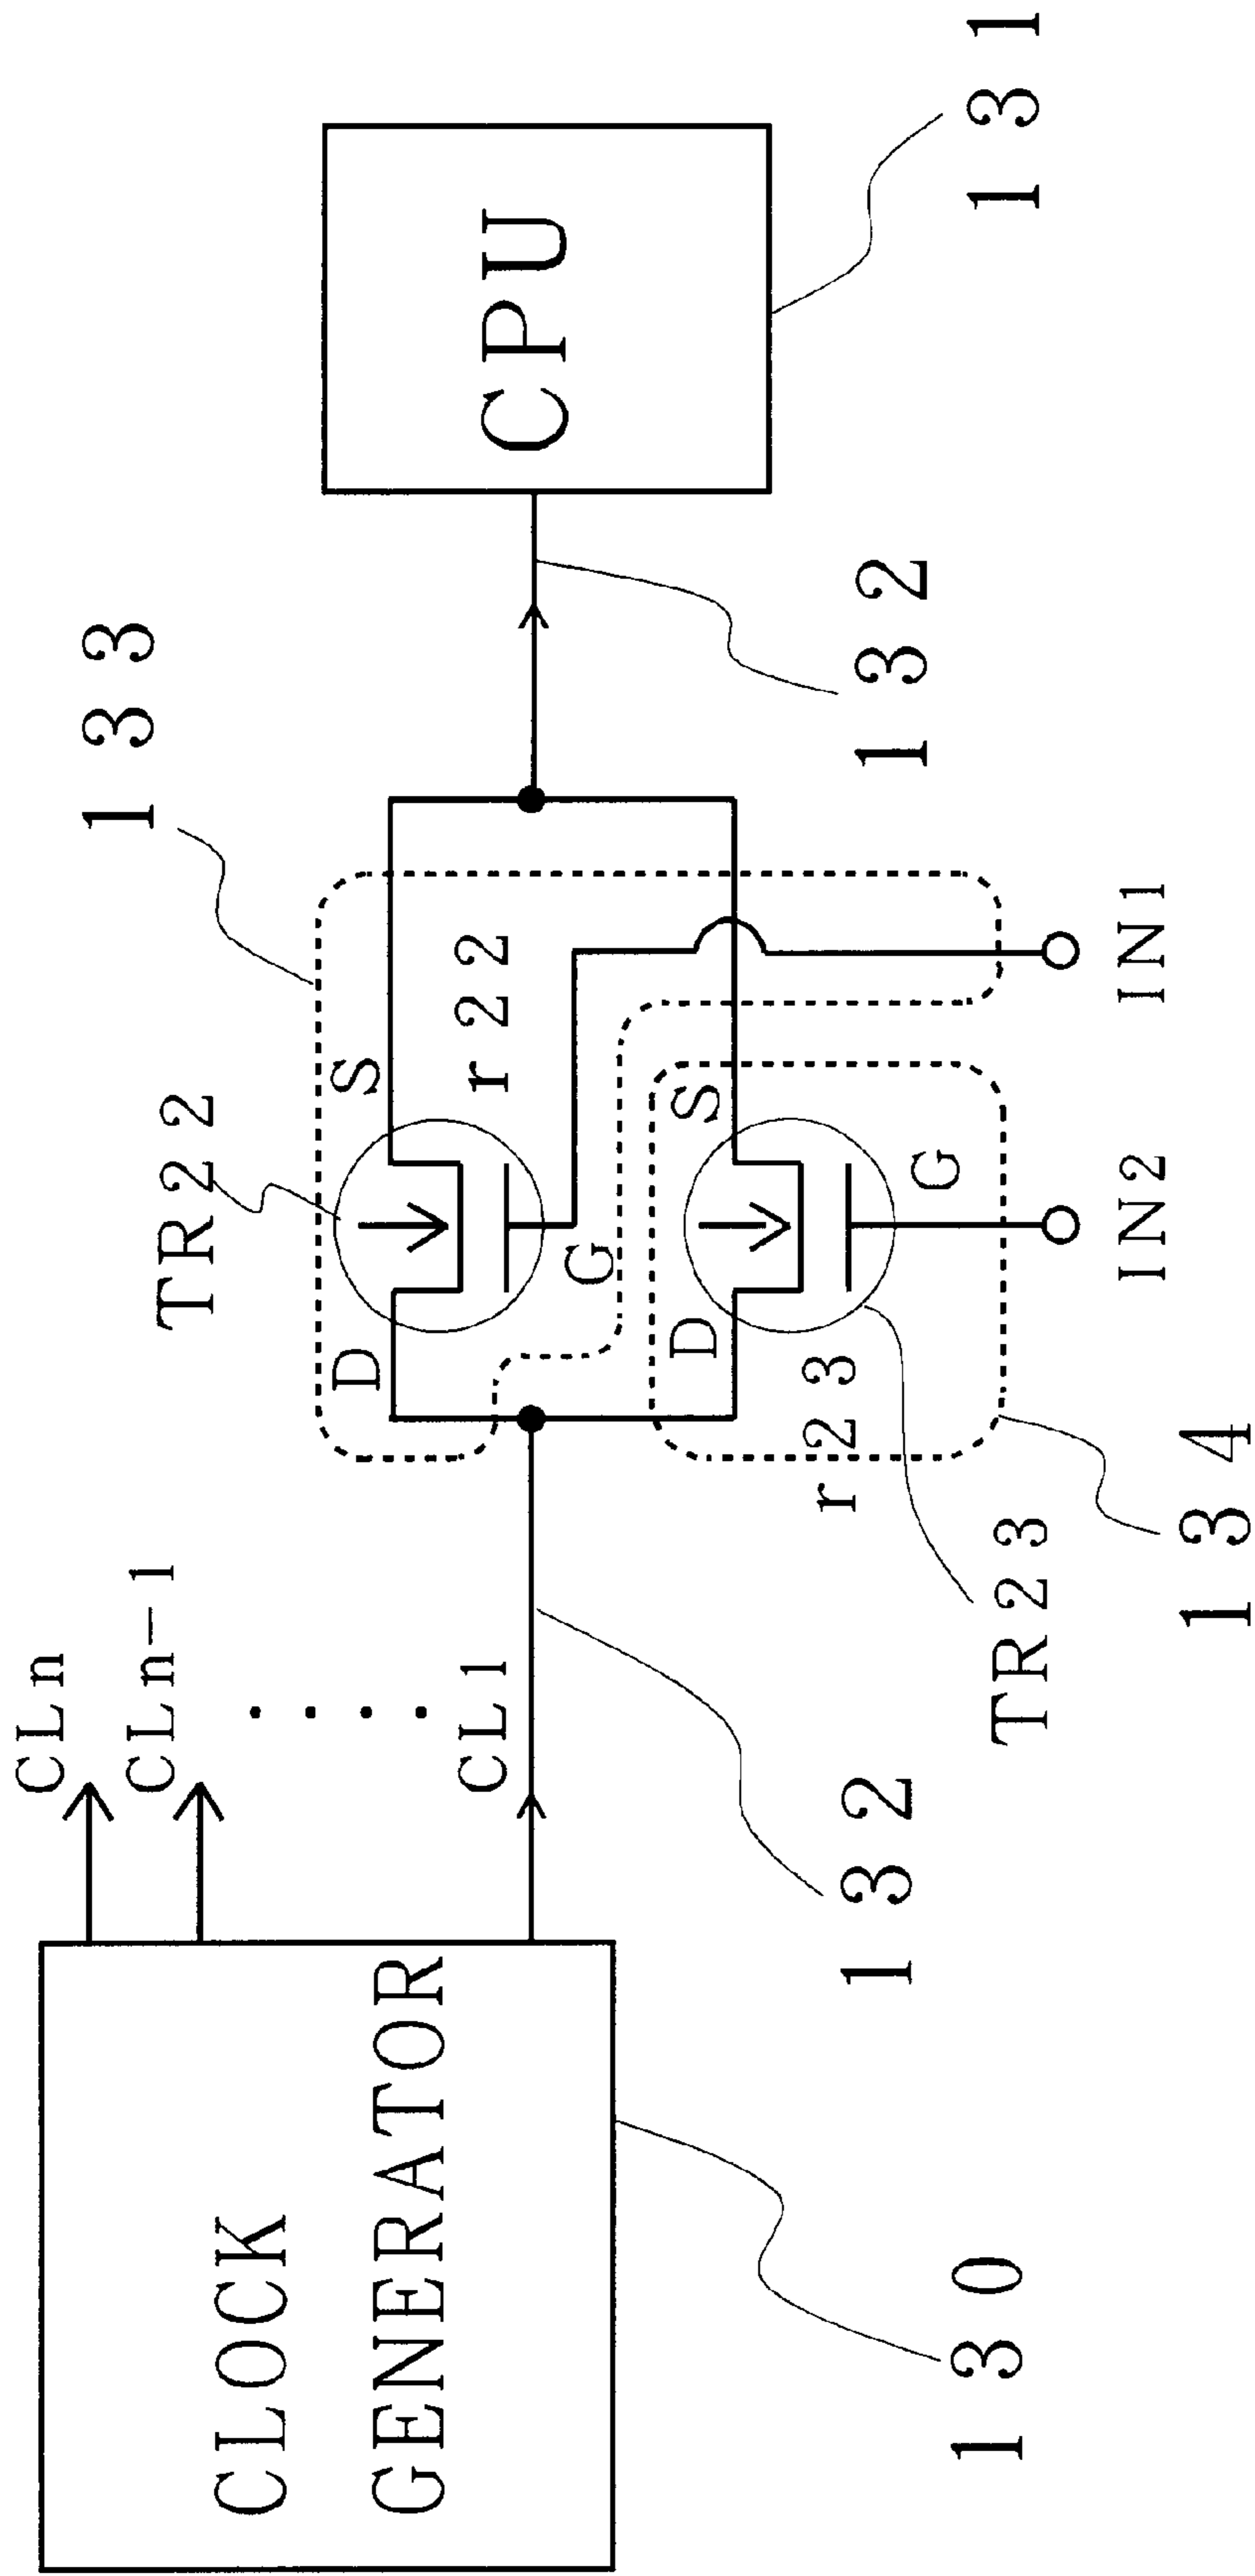 CLOCK
GENERATOR
130
CLn
CLn-1
CL1
132
TR22
133
D
S
G
r22
D
S
G
r23
TR23
134
IN2
IN1
132
CPU
131